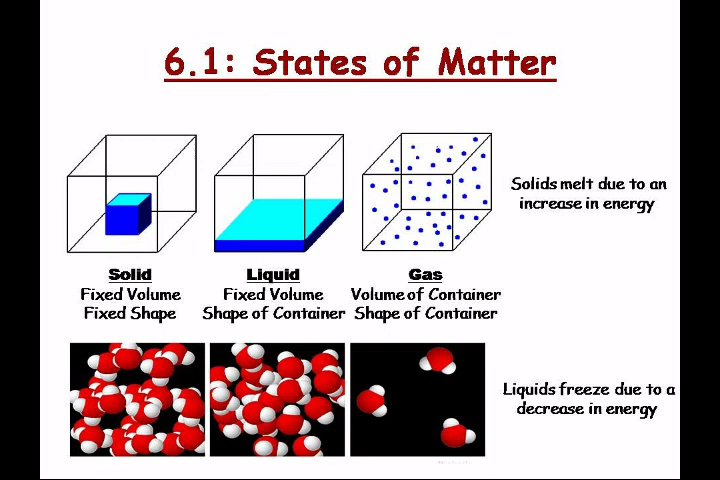 6.1: States of Matter
Solids melt due to an
increase in energy
Solid
Fixed Volume
Fixed Shape
Liquid
Fixed Volume
Shape of Container
Gas
Volume of Container
Shape of Container
Liquids freeze due to a
decrease in energy